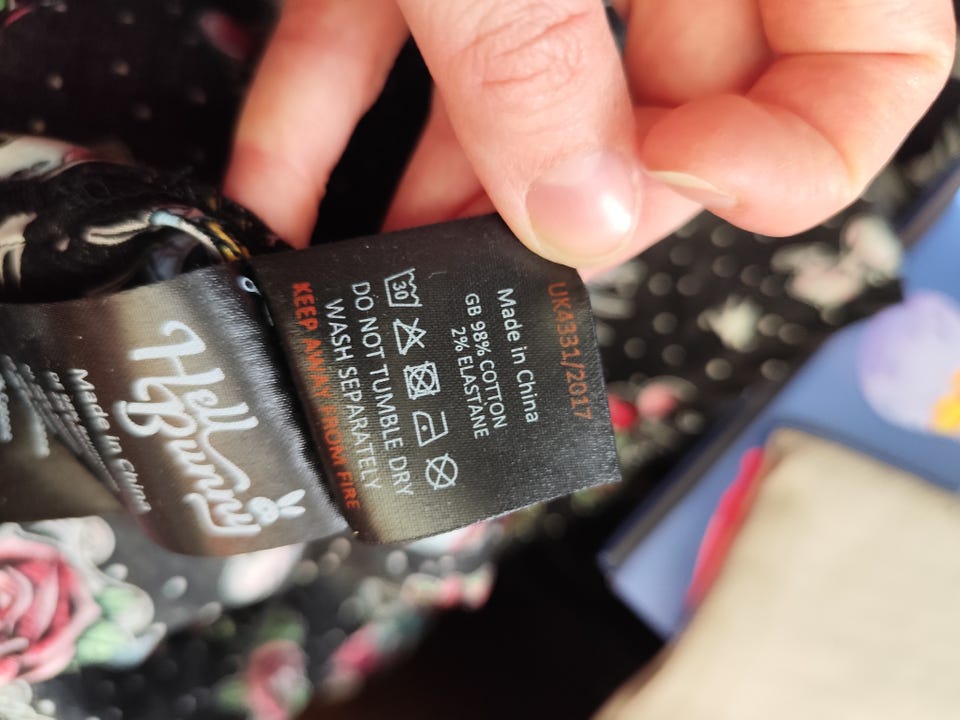 UK4331/2017
Made in China
GB 98% COTTON
2% ELASTANE
30
DO NOT TUMBLE DRY
WASH SEPARATELY
KEEP AWAY FROM FIRE
Hell
Bunny
Made in China